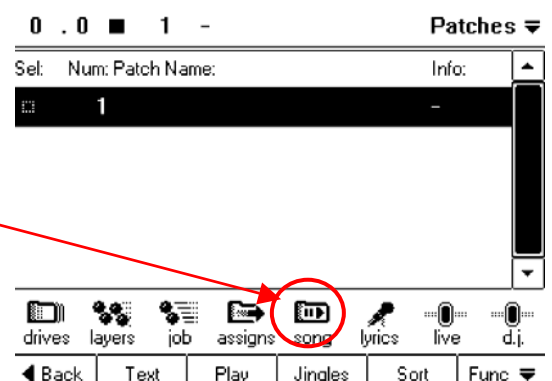 0 .0 ■ 1 - Patches
Sel: Num: Patch Name: Info:
1 -
drives layers job assigns song lyrics live d.j.
Back Text Play Jingles Sort Func